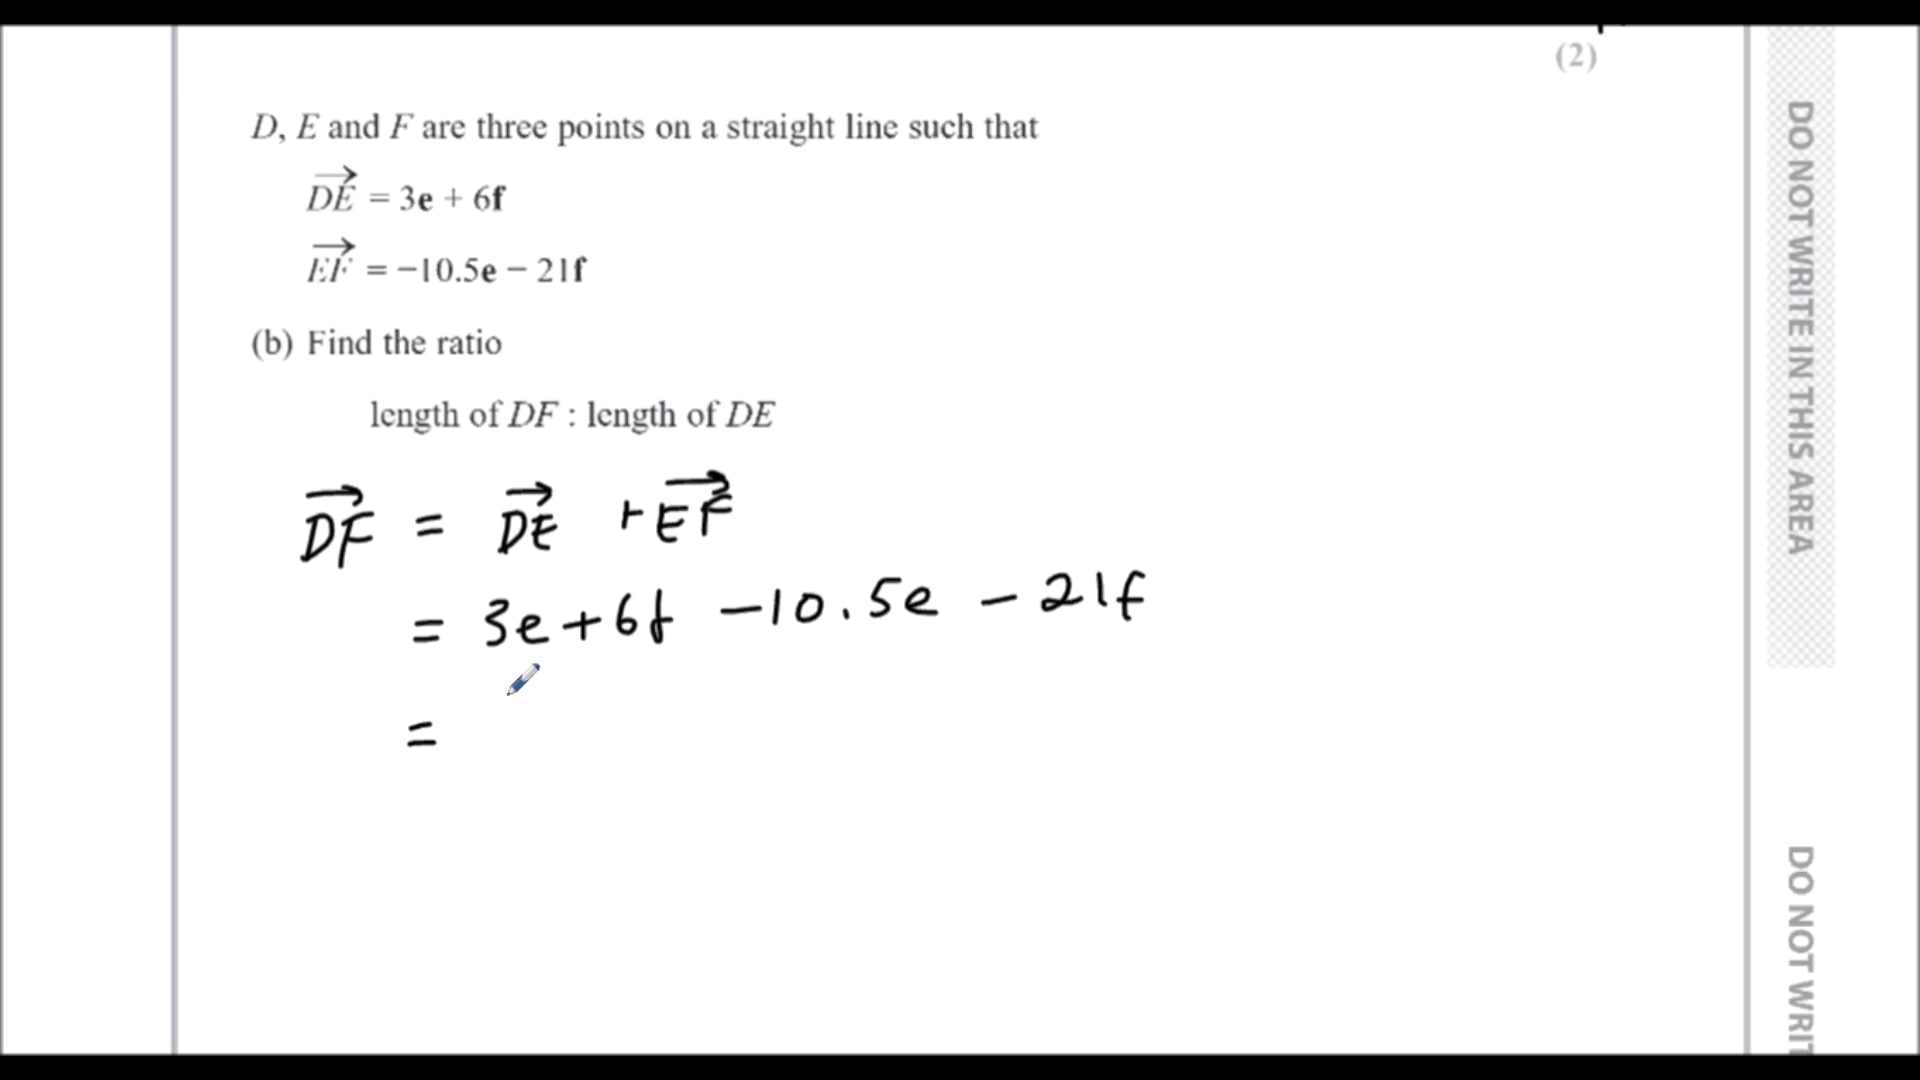 (2)
D, E and F are three points on a straight line such that
DE = 3e + 6f
EF = −10.5e − 21f
(b) Find the ratio
length of DF : length of DE
DF = DE + EF
= 3e + 6f − 10.5e − 21f
=
DO NOT WRITE IN THIS AREA
DO NOT WRIT